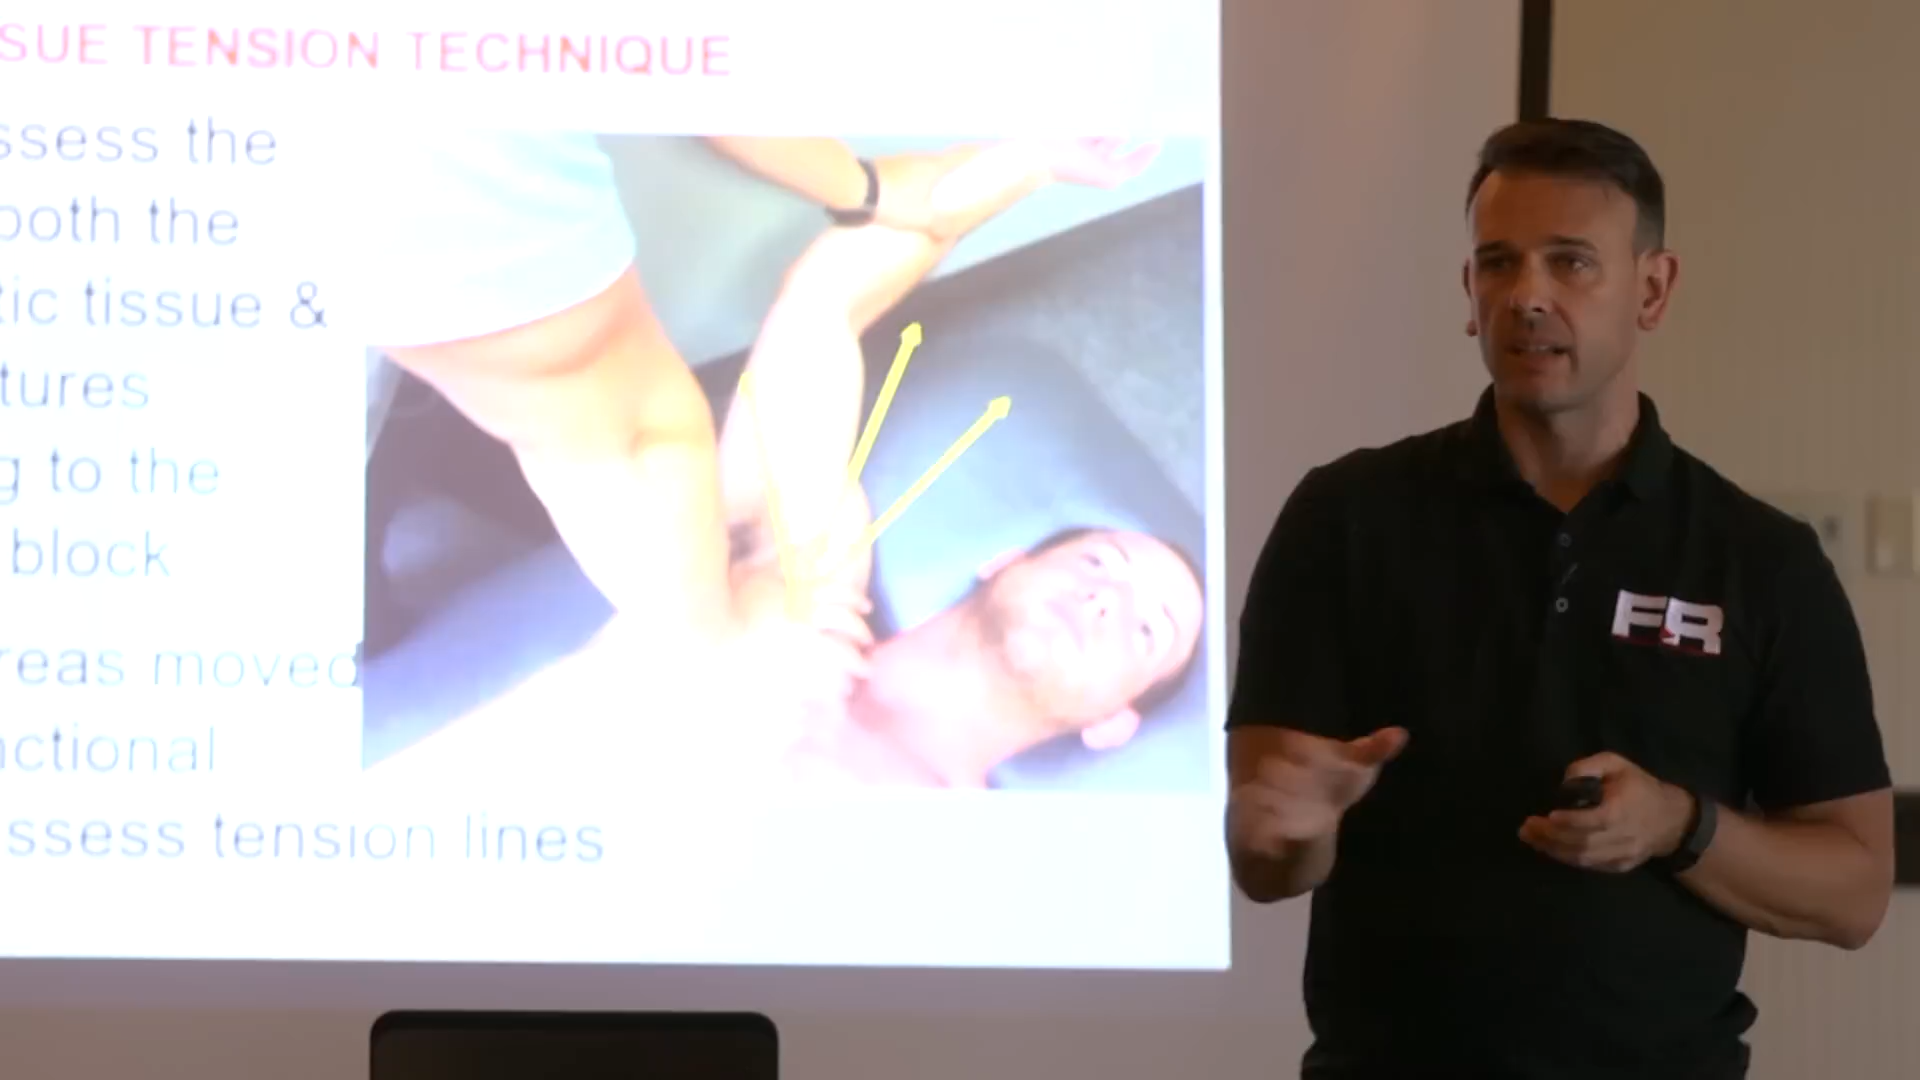 SUE TENSION TECHNIQUE
ssess the
both the
tic tissue &
tures
g to the
block
reas moved
nctional
ssess tension lines
FR